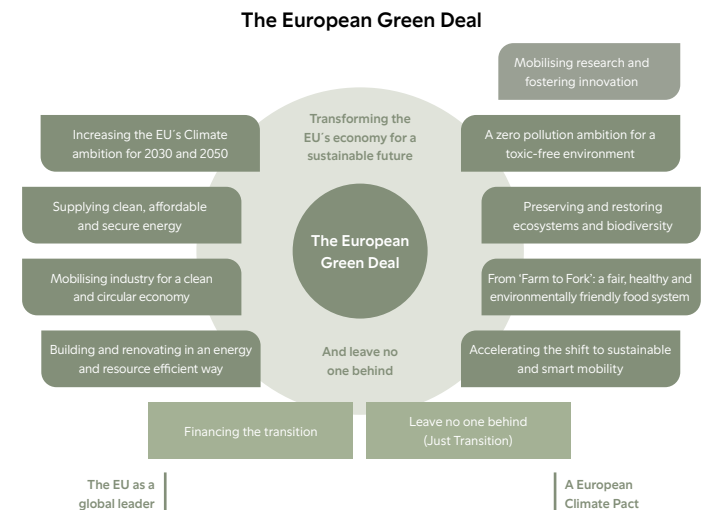 The European Green Deal
Mobilising research and
fostering innovation
Transforming the
EU´s economy for a
sustainable future
Increasing the EU´s Climate
ambition for 2030 and 2050
A zero pollution ambition for a
toxic-free environment
Supplying clean, affordable
and secure energy
Preserving and restoring
ecosystems and biodiversity
The European
Green Deal
Mobilising industry for a clean
and circular economy
From ‘Farm to Fork’: a fair, healthy and
environmentally friendly food system
Building and renovating in an energy
and resource efficient way
And leave no
one behind
Accelerating the shift to sustainable
and smart mobility
Financing the transition
Leave no one behind
(Just Transition)
The EU as a
global leader
A European
Climate Pact